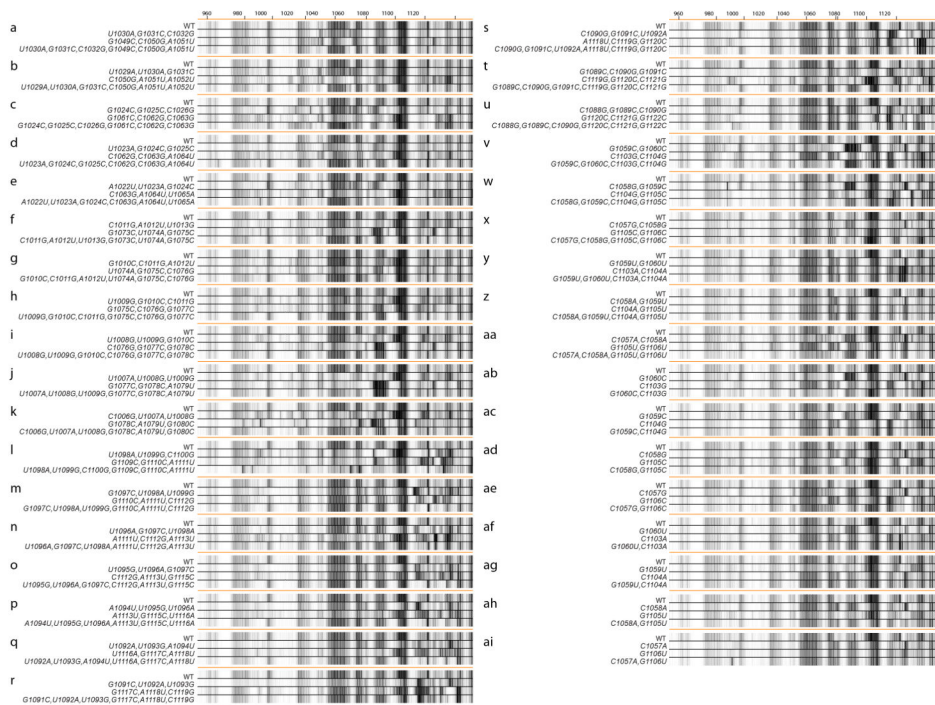 960 980 1000 1020 1040 1060 1080 1100 1120
a
WT
U1030A,G1031C,C1032G
G1049C,C1050G,A1051U
U1030A,G1031C,C1032G,G1049C,C1050G,A1051U
b
WT
U1029A,U1030A,G1031C
C1050G,A1051U,A1052U
U1029A,U1030A,G1031C,C1050G,A1051U,A1052U
c
WT
G1024C,G1025C,C1026G
G1061C,C1062G,C1063G
G1024C,G1025C,C1026G,G1061C,C1062G,C1063G
d
WT
U1023A,G1024C,G1025C
C1062G,C1063G,A1064U
U1023A,G1024C,G1025C,C1062G,C1063G,A1064U
e
WT
A1022U,U1023A,G1024C
C1063G,A1064U,U1065A
A1022U,U1023A,G1024C,C1063G,A1064U,U1065A
f
WT
C1011G,A1012U,U1013G
G1073C,U1074A,G1075C
C1011G,A1012U,U1013G,G1073C,U1074A,G1075C
g
WT
G1010C,C1011G,A1012U
U1074A,G1075C,C1076G
G1010C,C1011G,A1012U,U1074A,G1075C,C1076G
h
WT
U1009G,G1010C,C1011G
G1075C,C1076G,G1077C
U1009G,G1010C,C1011G,G1075C,C1076G,G1077C
i
WT
U1008G,U1009G,G1010C
C1076G,G1077C,G1078C
U1008G,U1009G,G1010C,C1076G,G1077C,G1078C
j
WT
U1007A,U1008G,U1009G
G1077C,G1078C,A1079U
U1007A,U1008G,U1009G,G1077C,G1078C,A1079U
k
WT
C1006G,U1007A,U1008G
G1078C,A1079U,G1080C
C1006G,U1007A,U1008G,G1078C,A1079U,G1080C
l
WT
U1098A,U1099G,C1100G
G1109C,G1110C,A1111U
U1098A,U1099G,C1100G,G1109C,G1110C,A1111U
m
WT
G1097C,U1098A,U1099G
G1110C,A1111U,C1112G
G1097C,U1098A,U1099G,G1110C,A1111U,C1112G
n
WT
U1096A,G1097C,U1098A
A1111U,C1112G,A1113U
U1096A,G1097C,U1098A,A1111U,C1112G,A1113U
o
WT
U1095G,U1096A,G1097C
C1112G,A1113U,G1115C
U1095G,U1096A,G1097C,C1112G,A1113U,G1115C
p
WT
A1094U,U1095G,U1096A
A1113U,G1115C,U1116A
A1094U,U1095G,U1096A,A1113U,G1115C,U1116A
q
WT
U1092A,U1093G,A1094U
U1116A,G1117C,A1118U
U1092A,U1093G,A1094U,U1116A,G1117C,A1118U
r
WT
G1091C,U1092A,U1093G
G1117C,A1118U,C1119G
G1091C,U1092A,U1093G,G1117C,A1118U,C1119G
960 980 1000 1020 1040 1060 1080 1100 1120
s
WT
C1090G,G1091C,U1092A
A1118U,C1119G,G1120C
C1090G,G1091C,U1092A,A1118U,C1119G,G1120C
t
WT
G1089C,C1090G,G1091C
C1119G,G1120C,C1121G
G1089C,C1090G,G1091C,C1119G,G1120C,C1121G
u
WT
C1088G,G1089C,C1090G
G1120C,C1121G,G1122C
C1088G,G1089C,C1090G,G1120C,C1121G,G1122C
v
WT
G1059C,G1060C
C1103G,C1104G
G1059C,G1060C,C1103G,C1104G
w
WT
C1058G,G1059C
C1104G,G1105C
C1058G,G1059C,C1104G,G1105C
x
WT
C1057G,C1058G
G1105C,G1106C
C1057G,C1058G,G1105C,G1106C
y
WT
G1059U,G1060U
C1103A,C1104A
G1059U,G1060U,C1103A,C1104A
z
WT
C1058A,G1059U
C1104A,G1105U
C1058A,G1059U,C1104A,G1105U
aa
WT
C1057A,C1058A
G1105U,G1106U
C1057A,C1058A,G1105U,G1106U
ab
WT
G1060C
C1103G
G1060C,C1103G
ac
WT
G1059C
C1104G
G1059C,C1104G
ad
WT
C1058G
G1105C
C1058G,G1105C
ae
WT
C1057G
G1106C
C1057G,G1106C
af
WT
G1060U
C1103A
G1060U,C1103A
ag
WT
G1059U
C1104A
G1059U,C1104A
ah
WT
C1058A
G1105U
C1058A,G1105U
ai
WT
C1057A
G1106U
C1057A,G1106U